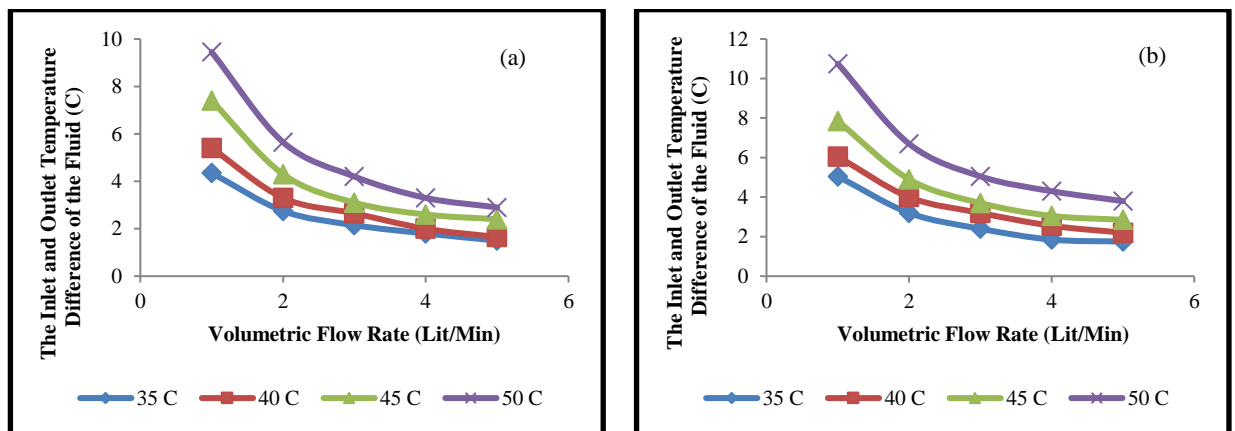 (a)
The Inlet and Outlet Temperature
Difference of the Fluid (C)
10
8
6
4
2
0
0 2 4 6
Volumetric Flow Rate (Lit/Min)
35 C 40 C 45 C 50 C
(b)
The Inlet and Outlet Temperature
Difference of the Fluid (C)
12
10
8
6
4
2
0
0 2 4 6
Volumetric Flow Rate (Lit/Min)
35 C 40 C 45 C 50 C